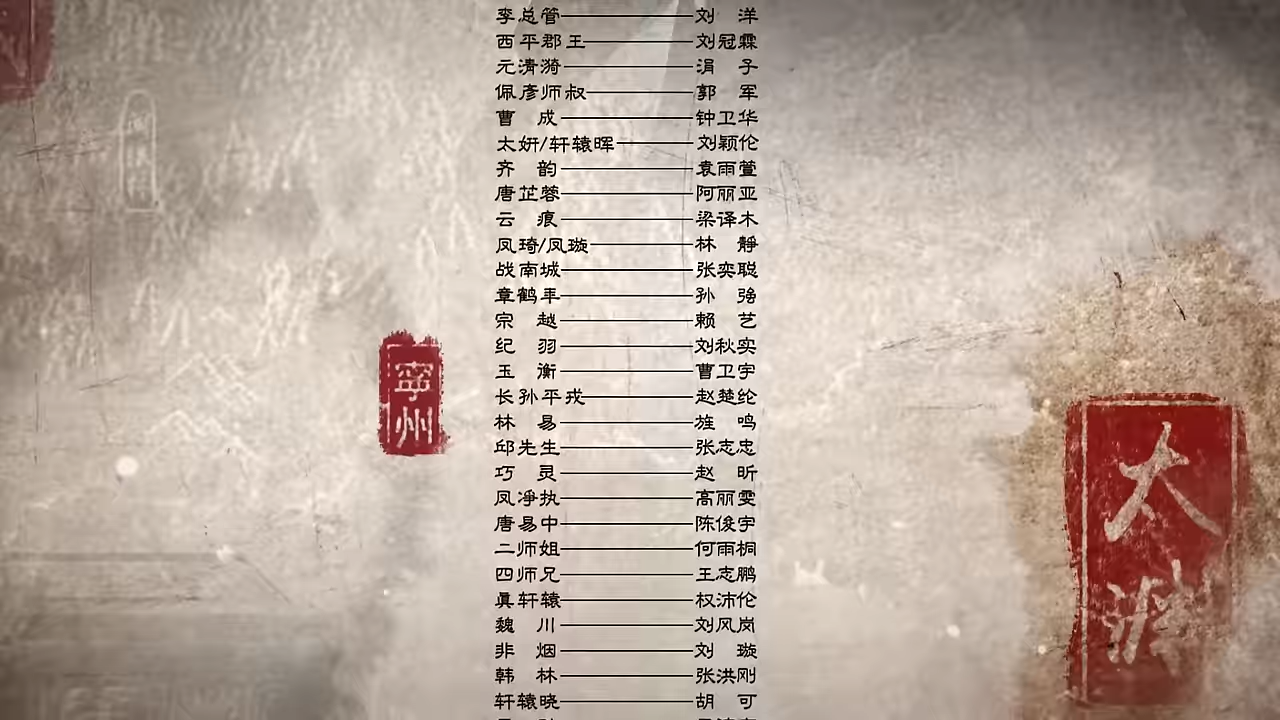 李总管——刘 洋
西平郡王——刘冠霖
元清漪——涓 子
佩彦师叔——郭 军
曹 成——钟卫华
太妍/轩辕晖——刘颖伦
齐 韵——袁雨萱
唐芷蓉——阿丽亚
云 痕——梁译木
凤琦/凤璇——林 静
战南城——张奕聪
章鹤年——孙 强
宗 越——赖 艺
纪 羽——刘秋实
玉 衡——曹卫宇
长孙平戎——赵楚纶
林 易——旌 鸣
邱先生——张志忠
巧 灵——赵 昕
凤净执——高丽雯
唐易中——陈俊宇
二师姐——何雨桐
四师兄——王志鹏
真轩辕——权沛伦
魏 川——刘风岚
非 烟——刘 璇
韩 林——张洪刚
轩辕晓——胡 可
寧州
太淵